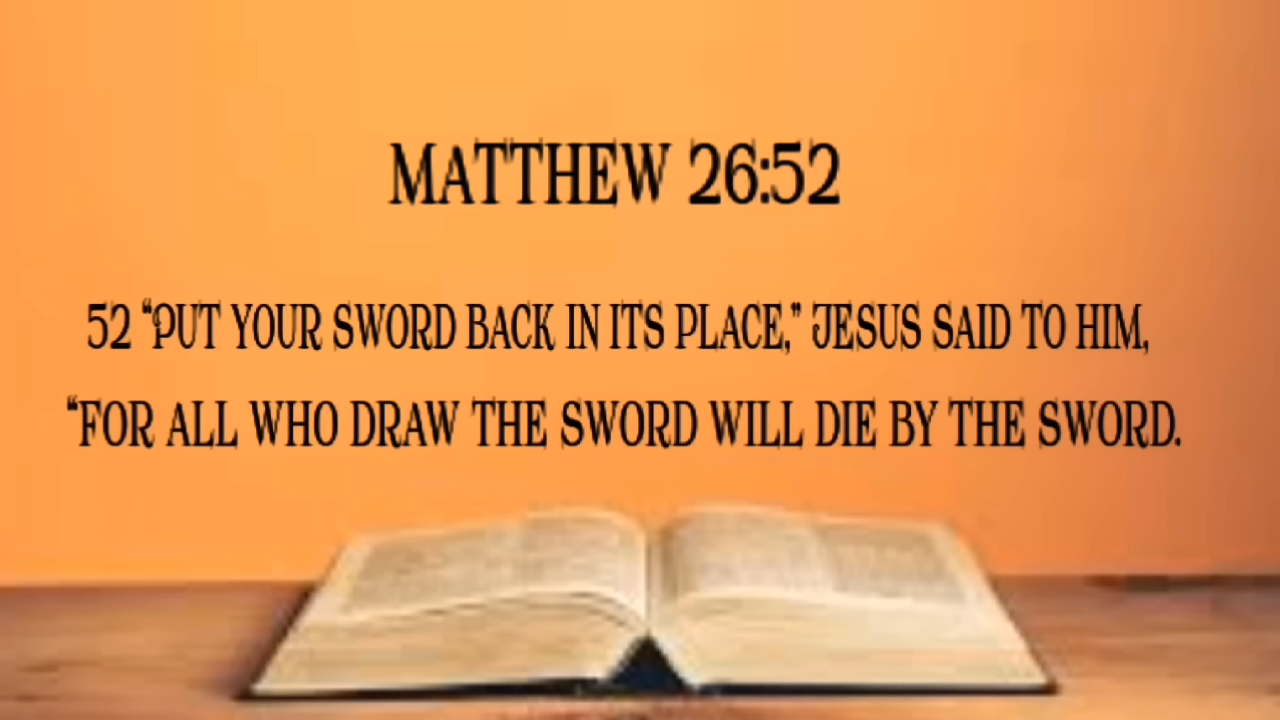 MATTHEW 26:52
52 “PUT YOUR SWORD BACK IN ITS PLACE,” JESUS SAID TO HIM,
“FOR ALL WHO DRAW THE SWORD WILL DIE BY THE SWORD.